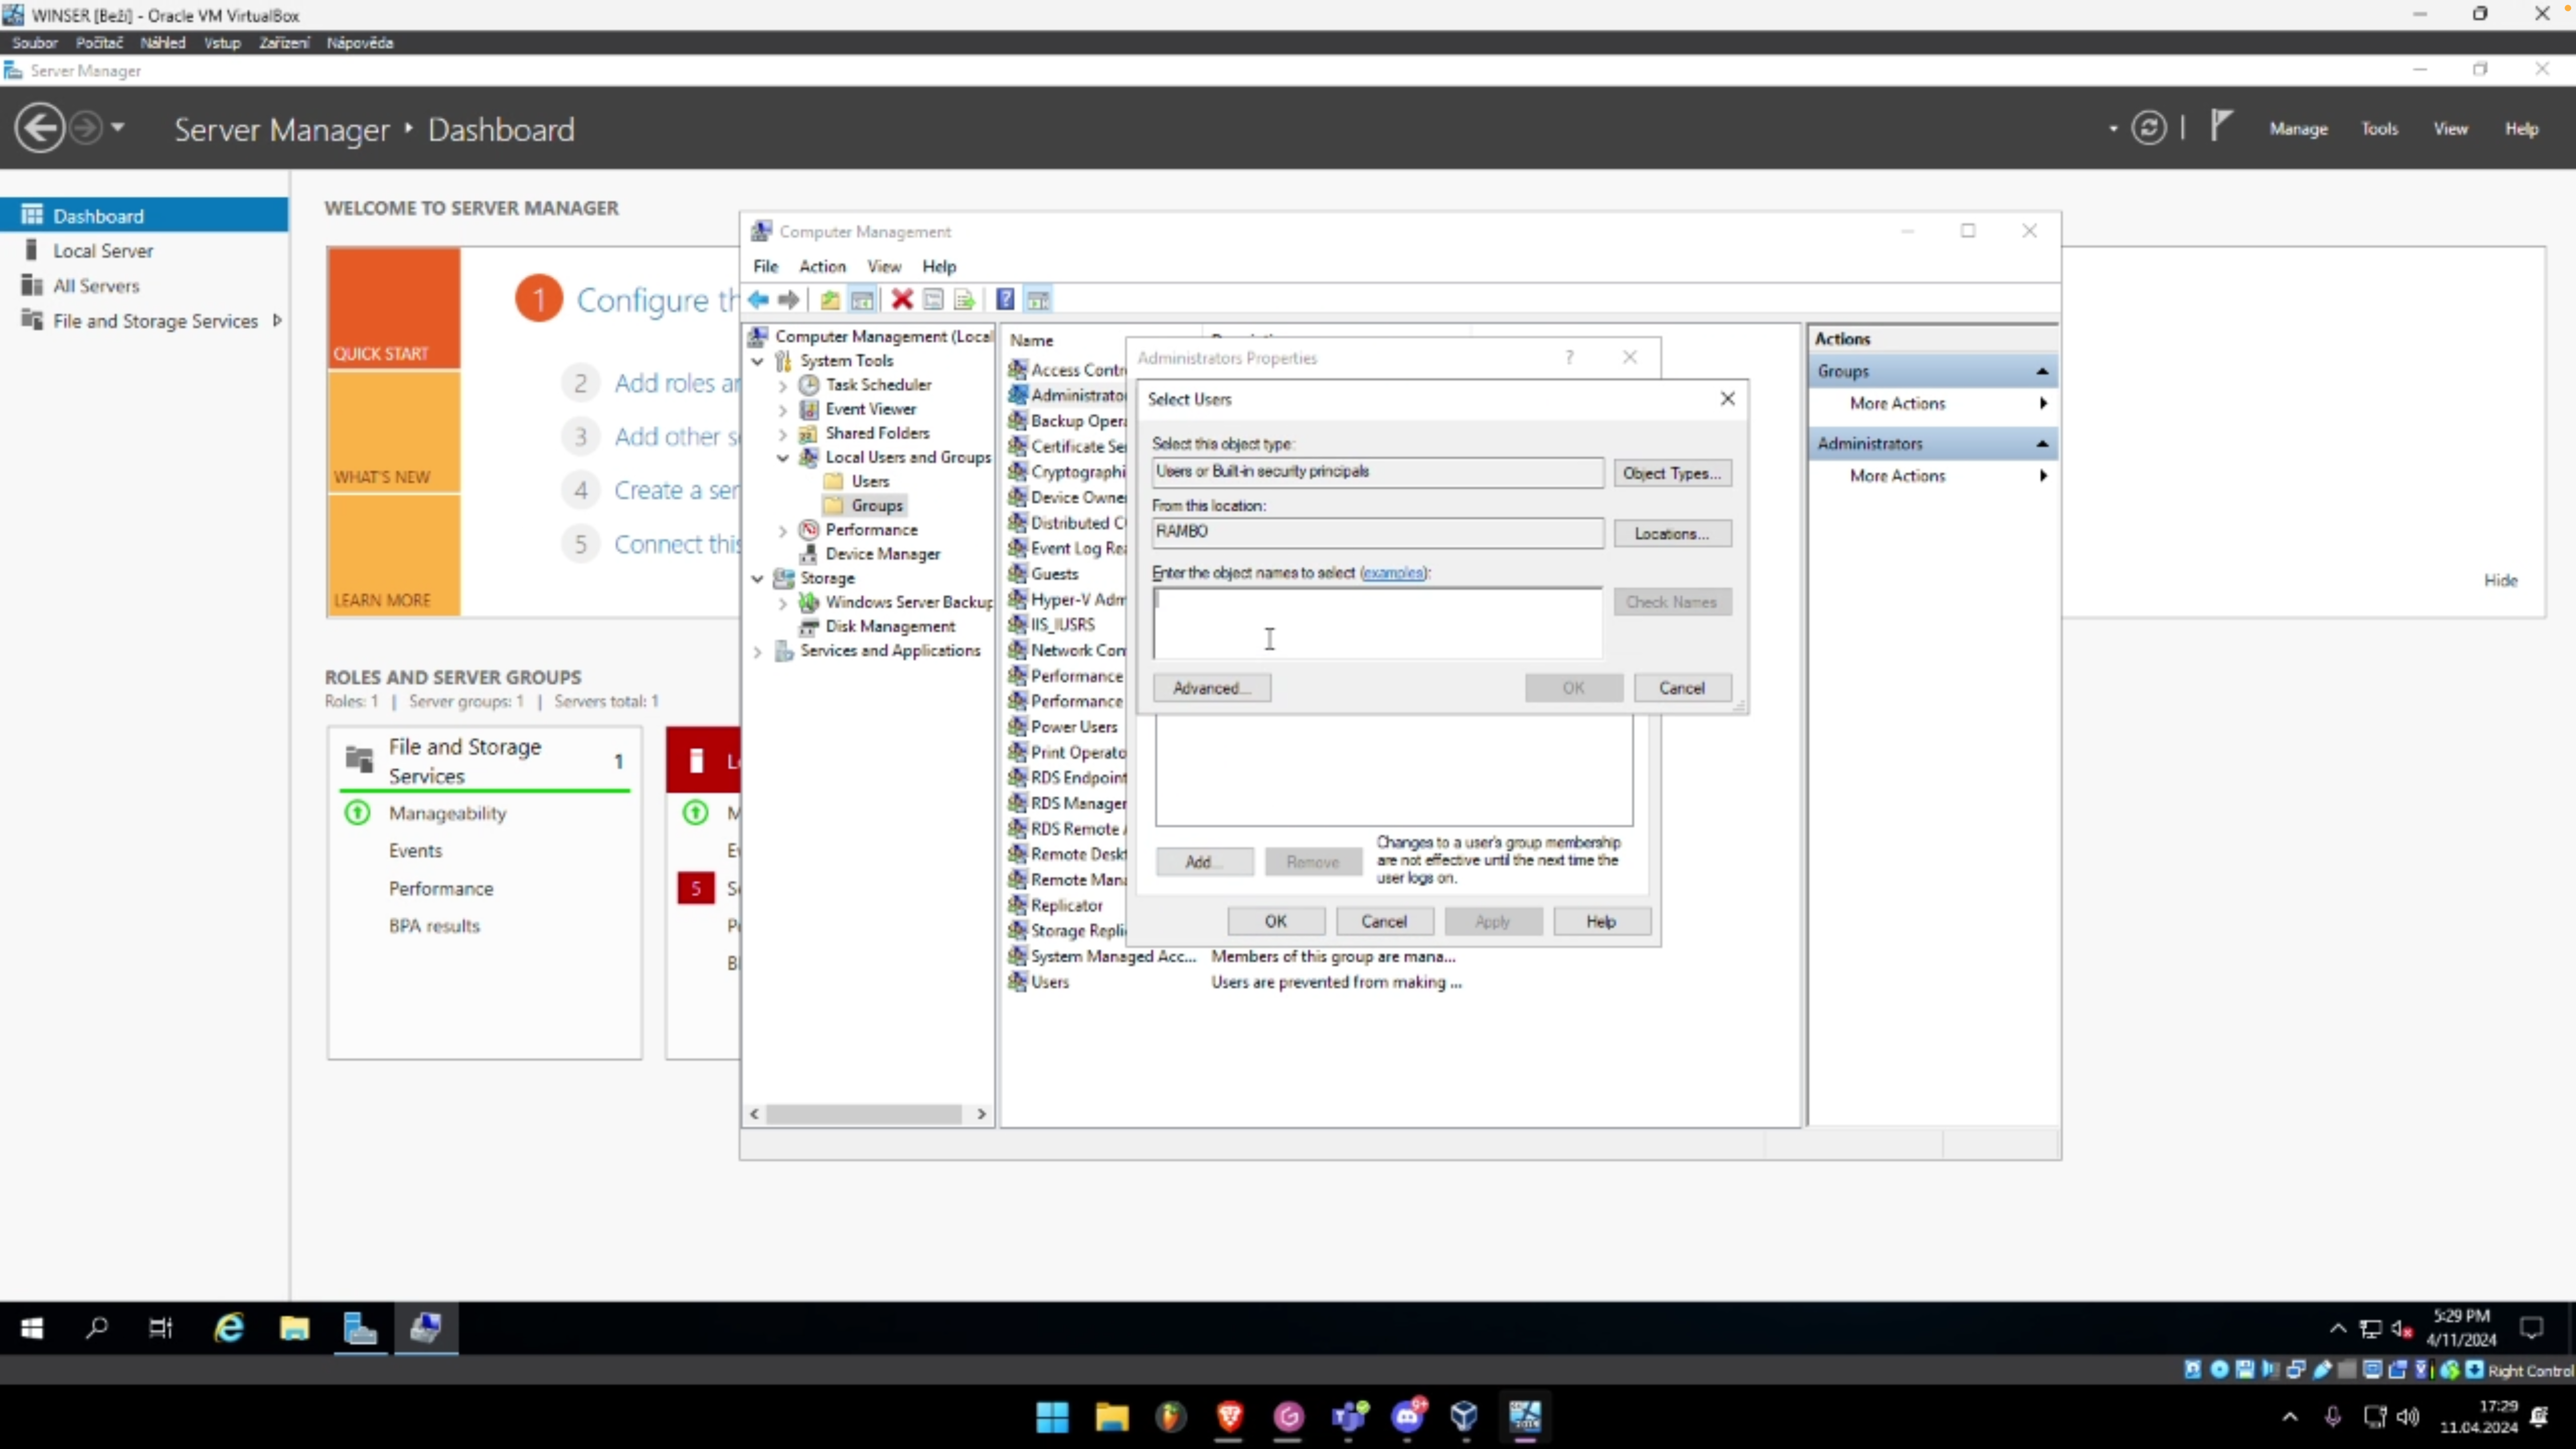 WINSER [Beží] - Oracle VM VirtualBox
Soubor Počítač Náhled Vstup Zařízení Nápověda
Server Manager
Server Manager Dashboard
Manage Tools View Help
Dashboard
Local Server
All Servers
File and Storage Services
WELCOME TO SERVER MANAGER
QUICK START
WHAT'S NEW
LEARN MORE
1 Configure th
2 Add roles ar
3 Add other s
4 Create a ser
5 Connect this
Hide
ROLES AND SERVER GROUPS
Roles: 1 | Server groups: 1 | Servers total: 1
File and Storage Services 1
Manageability
Events
Performance
BPA results
5
Computer Management
File Action View Help
Computer Management (Local
System Tools
Task Scheduler
Event Viewer
Shared Folders
Local Users and Groups
Users
Groups
Performance
Device Manager
Storage
Windows Server Backup
Disk Management
Services and Applications
Name
Access Contr
Administrato
Backup Opera
Certificate Ser
Cryptographi
Device Owne
Distributed C
Event Log Rea
Guests
Hyper-V Adm
IIS_IUSRS
Network Con
Performance
Performance
Power Users
Print Operato
RDS Endpoint
RDS Manager
RDS Remote A
Remote Deskt
Remote Mana
Replicator
Storage Repli
System Managed Acc... Members of this group are mana...
Users Users are prevented from making ...
Actions
Groups
More Actions
Administrators
More Actions
Administrators Properties
Select Users
Select this object type:
Users or Built-in security principals
Object Types...
From this location:
RAMBO
Locations...
Enter the object names to select (examples):
Check Names
Advanced...
OK
Cancel
Add...
Remove
Changes to a user's group membership
are not effective until the next time the
user logs on.
OK
Cancel
Apply
Help
5:29 PM
4/11/2024
Right Control
17:29
11.04.2024